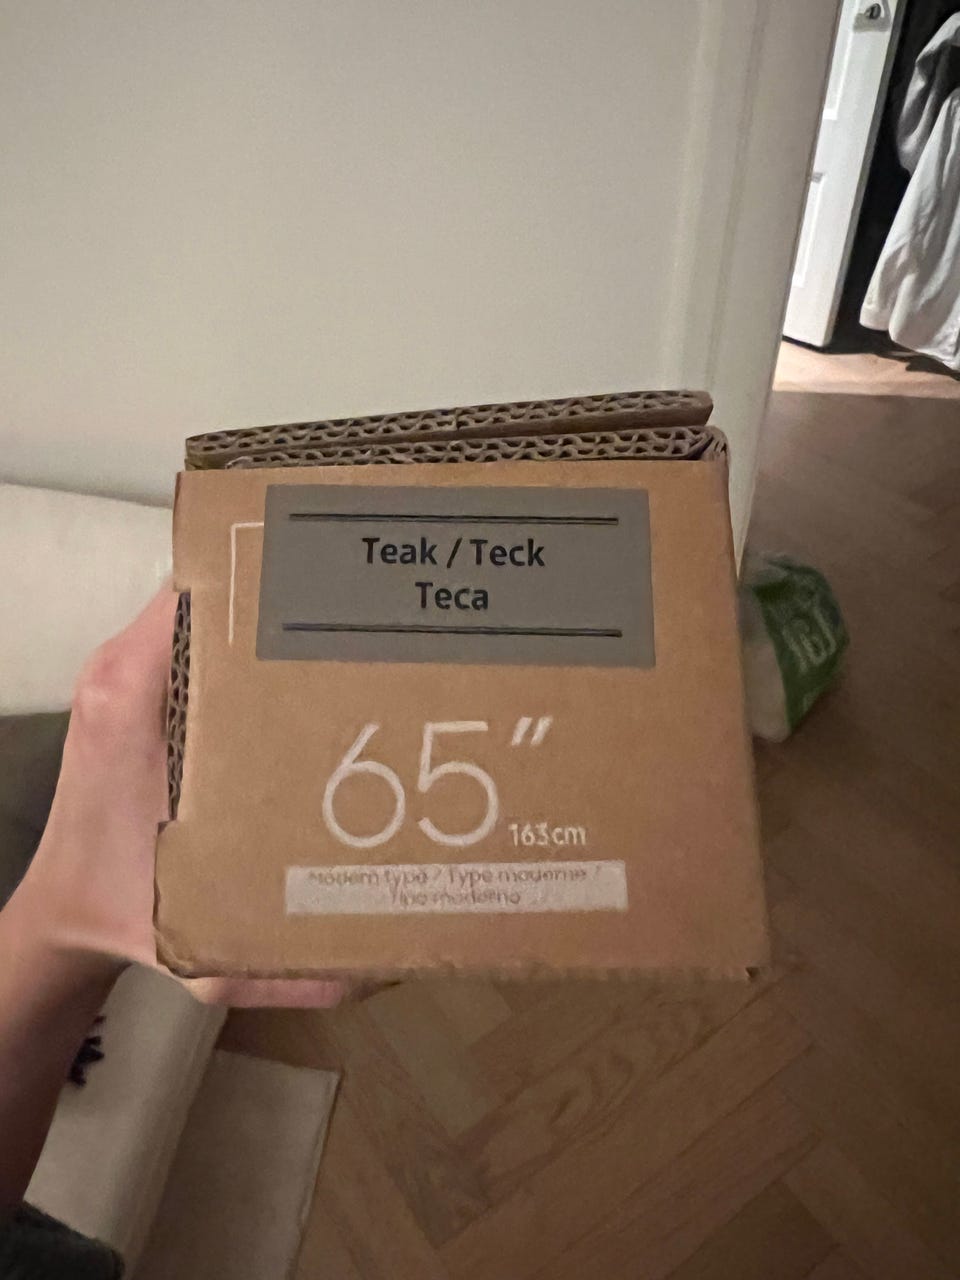 Teak / Teck
Teca
65″
163cm
Modern type / Type moderne /
Tipo moderno